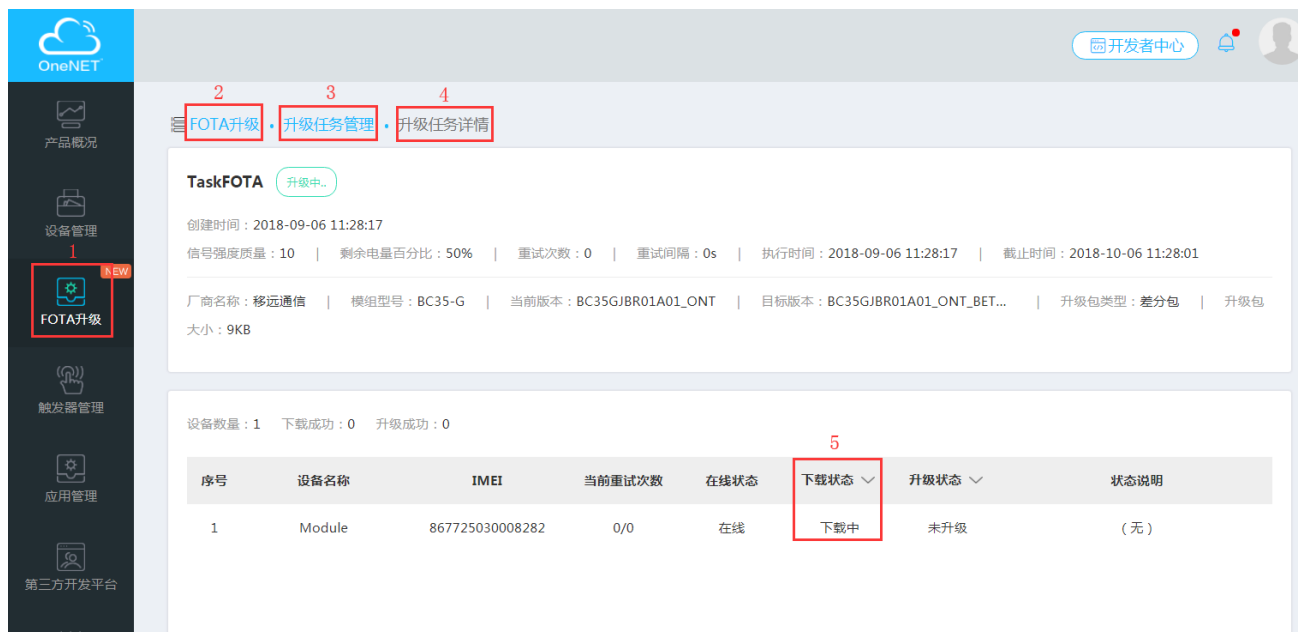 OneNET
开发者中心
产品概况
设备管理
1
NEW
FOTA升级
触发器管理
应用管理
第三方开发平台
2 3 4
FOTA升级 • 升级任务管理 • 升级任务详情
TaskFOTA 升级中..
创建时间：2018-09-06 11:28:17
信号强度质量：10 | 剩余电量百分比：50% | 重试次数：0 | 重试间隔：0s | 执行时间：2018-09-06 11:28:17 | 截止时间：2018-10-06 11:28:01
厂商名称：移远通信 | 模组型号：BC35-G | 当前版本：BC35GJBR01A01_ONT | 目标版本：BC35GJBR01A01_ONT_BET... | 升级包类型：差分包 | 升级包
大小：9KB
设备数量：1 下载成功：0 升级成功：0
5
序号 设备名称 IMEI 当前重试次数 在线状态 下载状态 升级状态 状态说明
1 Module 867725030008282 0/0 在线 下载中 未升级 （无）